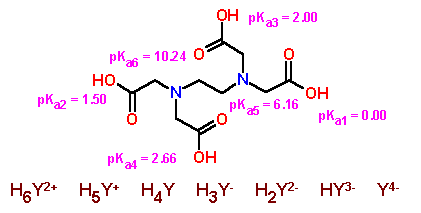 pKa3 = 2.00
HO
O
pKa6 = 10.24
HO
O
N
N
O
OH
pKa2 = 1.50
pKa5 = 6.16
pKa1 = 0.00
O
pKa4 = 2.66
OH
H6Y2+ H5Y+ H4Y H3Y- H2Y2- HY3- Y4-